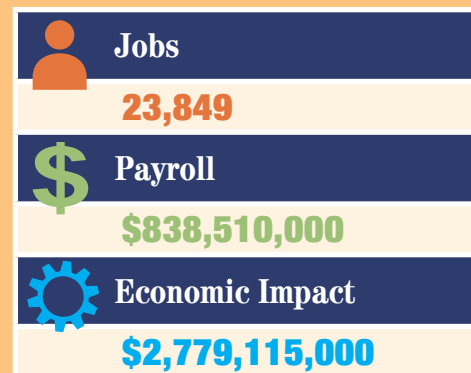 Jobs
23,849
$
Payroll
$838,510,000
Economic Impact
$2,779,115,000